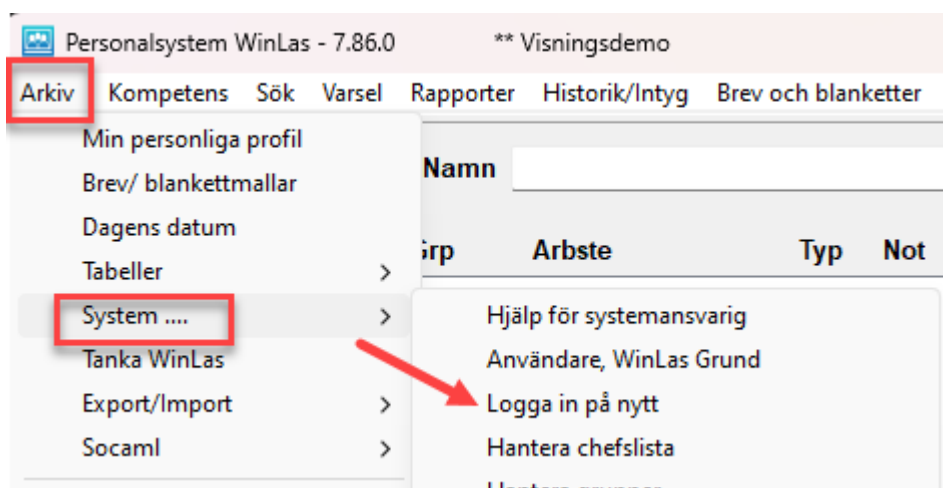 Personalsystem WinLas - 7.86.0 ** Visningsdemo
Arkiv Kompetens Sök Varsel Rapporter Historik/Intyg Brev och blanketter
Min personliga profil
Brev/ blankettmallar
Dagens datum
Tabeller
System ....
Tanka WinLas
Export/Import
Socaml
Namn
Arbste Typ Not
Hjälp för systemansvarig
Användare, WinLas Grund
Logga in på nytt
Hantera chefslista